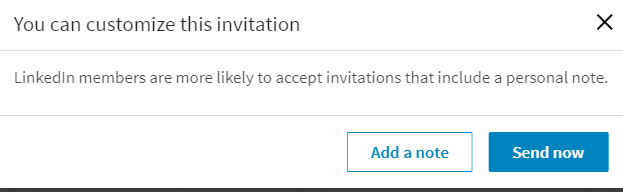 You can customize this invitation
LinkedIn members are more likely to accept invitations that include a personal note.
Add a note
Send now